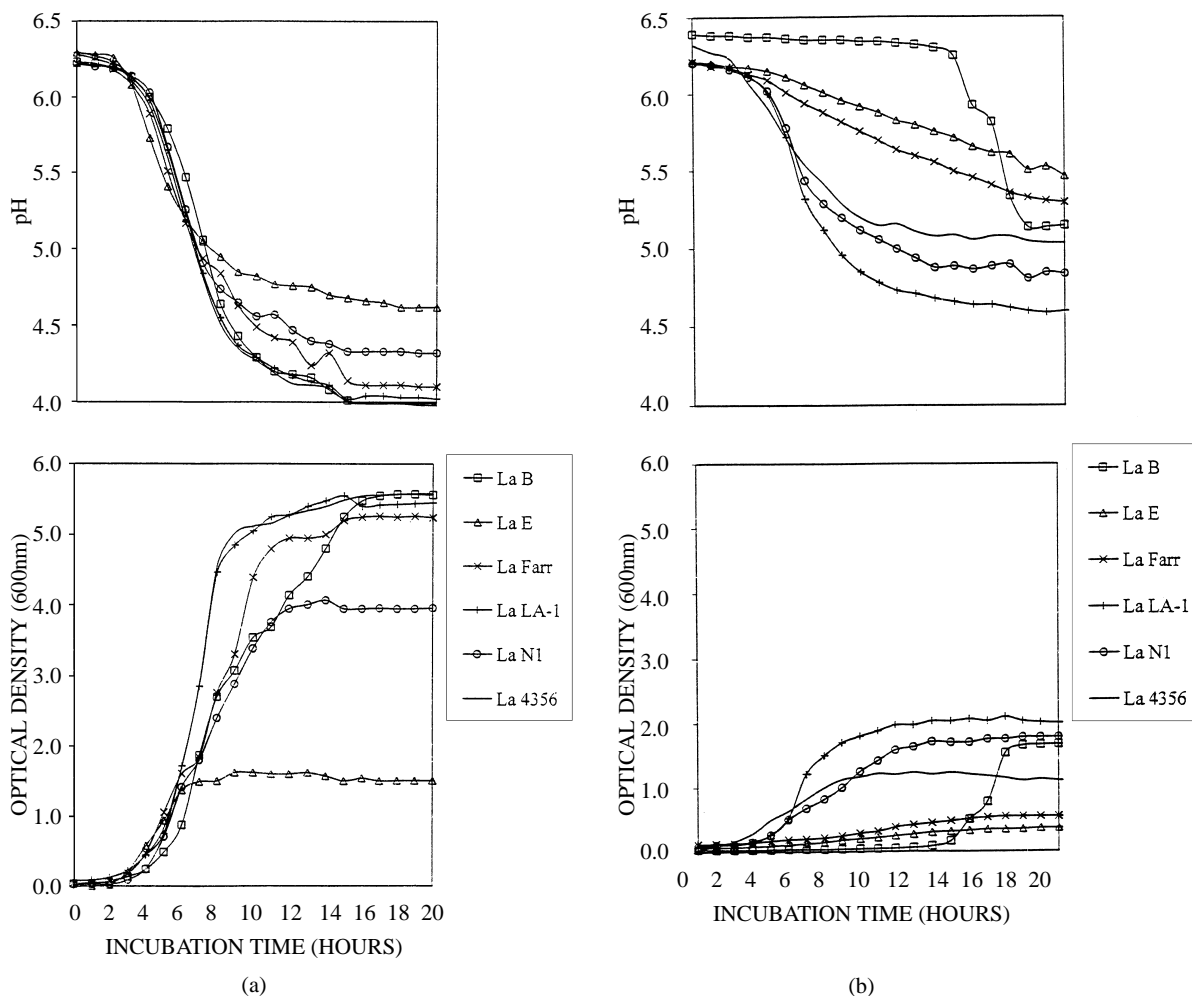 6.5
6.0
5.5
5.0
4.5
4.0
pH
6.5
6.0
5.5
5.0
4.5
4.0
pH
6.0
5.0
4.0
3.0
2.0
1.0
0.0
OPTICAL DENSITY (600nm)
0 2 4 6 8 10 12 14 16 18 20
INCUBATION TIME (HOURS)
(a)
La B
La E
La Farr
La LA-1
La N1
La 4356
6.0
5.0
4.0
3.0
2.0
1.0
0.0
OPTICAL DENSITY (600nm)
0 2 4 6 8 10 12 14 16 18 20
INCUBATION TIME (HOURS)
(b)
La B
La E
La Farr
La LA-1
La N1
La 4356